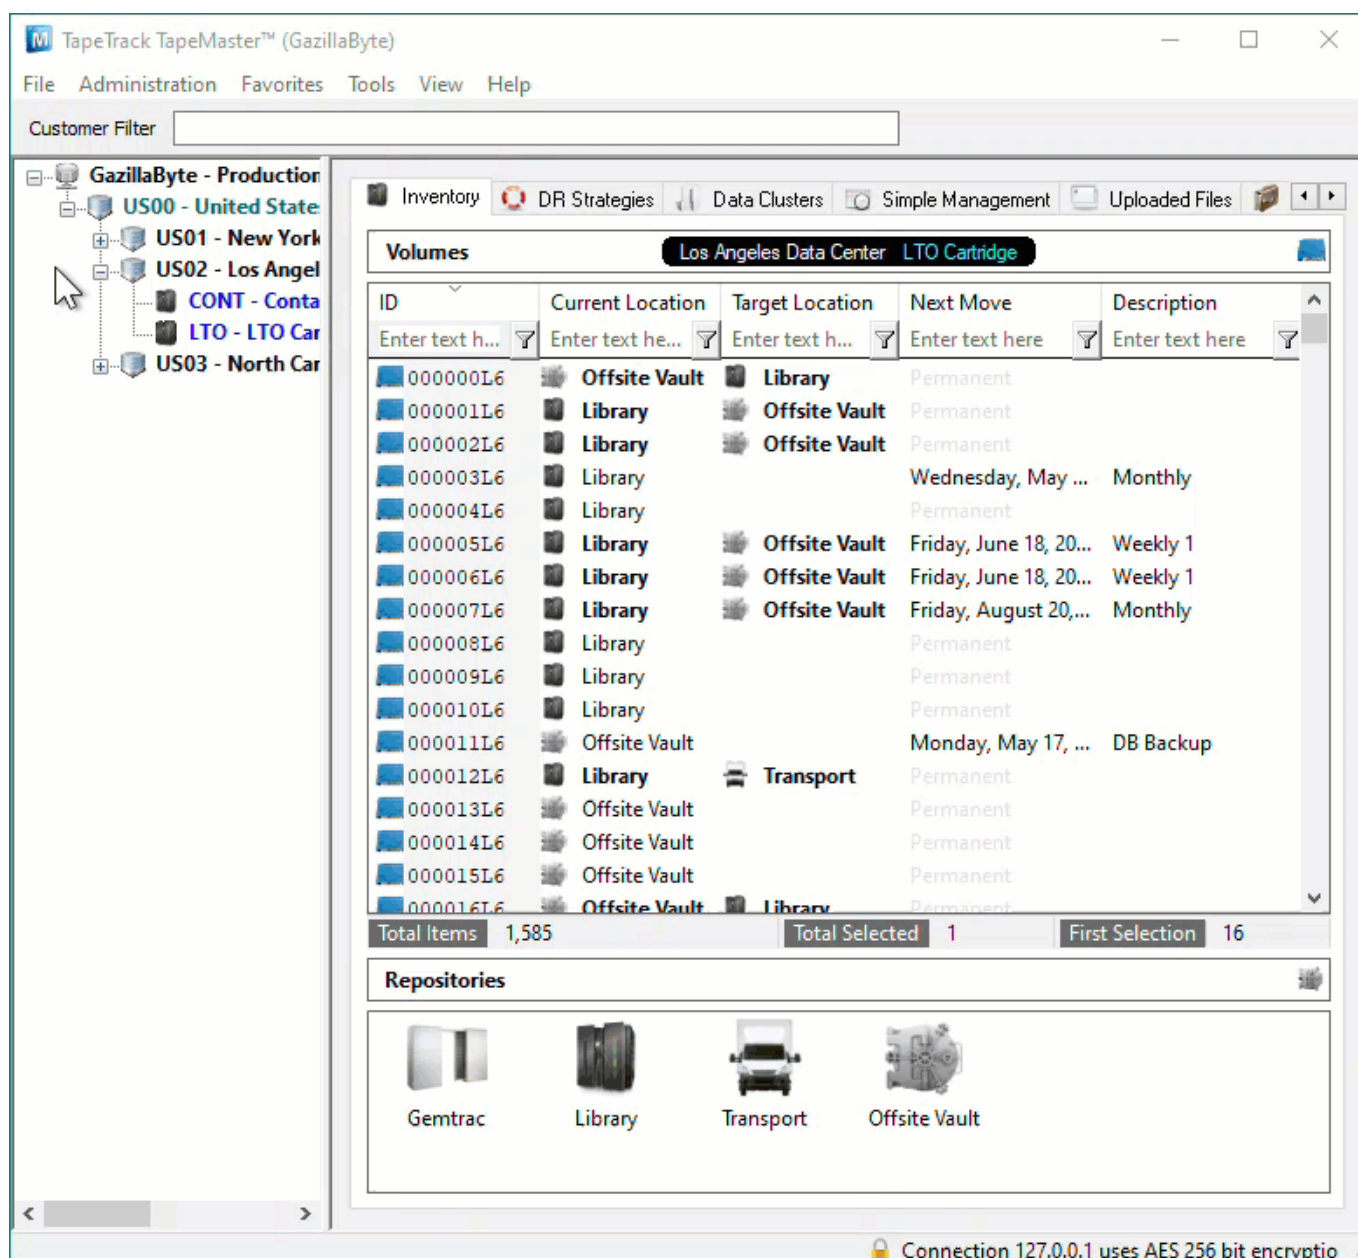 TapeTrack TapeMaster™ (GazillaByte)
File Administration Favorites Tools View Help
Customer Filter
GazillaByte - Production
US00 - United State
US01 - New York
US02 - Los Angel
CONT - Conta
LTO - LTO Car
US03 - North Car
Inventory DR Strategies Data Clusters Simple Management Uploaded Files
Volumes Los Angeles Data Center LTO Cartridge
ID Current Location Target Location Next Move Description
Enter text h... Enter text he... Enter text h... Enter text here Enter text here
000000L6 Offsite Vault Library Permanent
000001L6 Library Offsite Vault Permanent
000002L6 Library Offsite Vault Permanent
000003L6 Library Wednesday, May ... Monthly
000004L6 Library Permanent
000005L6 Library Offsite Vault Friday, June 18, 20... Weekly 1
000006L6 Library Offsite Vault Friday, June 18, 20... Weekly 1
000007L6 Library Offsite Vault Friday, August 20,... Monthly
000008L6 Library Permanent
000009L6 Library Permanent
000010L6 Library Permanent
000011L6 Offsite Vault Monday, May 17, ... DB Backup
000012L6 Library Transport Permanent
000013L6 Offsite Vault Permanent
000014L6 Offsite Vault Permanent
000015L6 Offsite Vault Permanent
000016L6 Offsite Vault Library Permanent
Total Items 1,585 Total Selected 1 First Selection 16
Repositories
Gemtrac Library Transport Offsite Vault
Connection 127.0.0.1 uses AES 256 bit encryptio